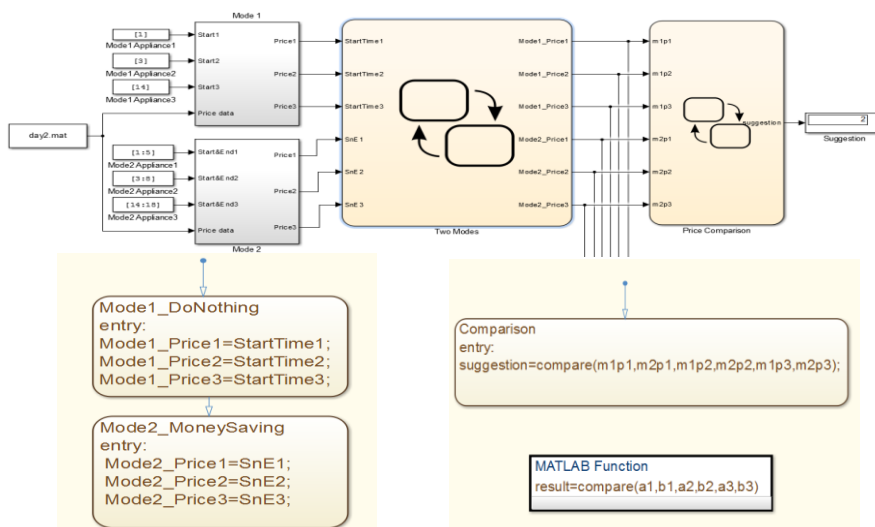 Mode 1
[1]
Mode1 Appliance1
[3]
Mode1 Appliance2
[14]
Mode1 Appliance3
Start1
Start2
Start3
Price data
Price1
Price2
Price3
day2.mat
[1:5]
Mode2 Appliance1
[3:8]
Mode2 Appliance2
[14:18]
Mode2 Appliance3
Start&End1
Start&End2
Start&End3
Price data
Price1
Price2
Price3
Mode 2
StartTime1
StartTime2
StartTime3
SnE1
SnE2
SnE3
Mode1_Price1
Mode1_Price2
Mode1_Price3
Mode2_Price1
Mode2_Price2
Mode2_Price3
Two Modes
m1p1
m1p2
m1p3
m2p1
m2p2
m2p3
suggestion
Price Comparison
2
Suggestion
Mode1_DoNothing
entry:
Mode1_Price1=StartTime1;
Mode1_Price2=StartTime2;
Mode1_Price3=StartTime3;
Mode2_MoneySaving
entry:
Mode2_Price1=SnE1;
Mode2_Price2=SnE2;
Mode2_Price3=SnE3;
Comparison
entry:
suggestion=compare(m1p1,m2p1,m1p2,m2p2,m1p3,m2p3);
MATLAB Function
result=compare(a1,b1,a2,b2,a3,b3)